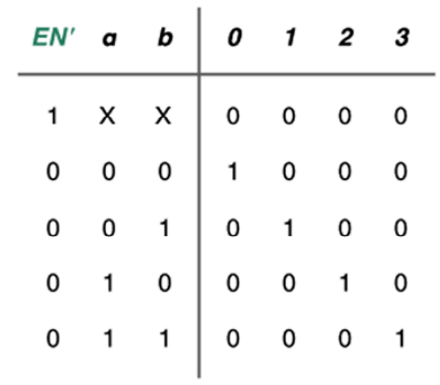 EN' a b 0 1 2 3
1 X X 0 0 0 0
0 0 0 1 0 0 0
0 0 1 0 1 0 0
0 1 0 0 0 1 0
0 1 1 0 0 0 1